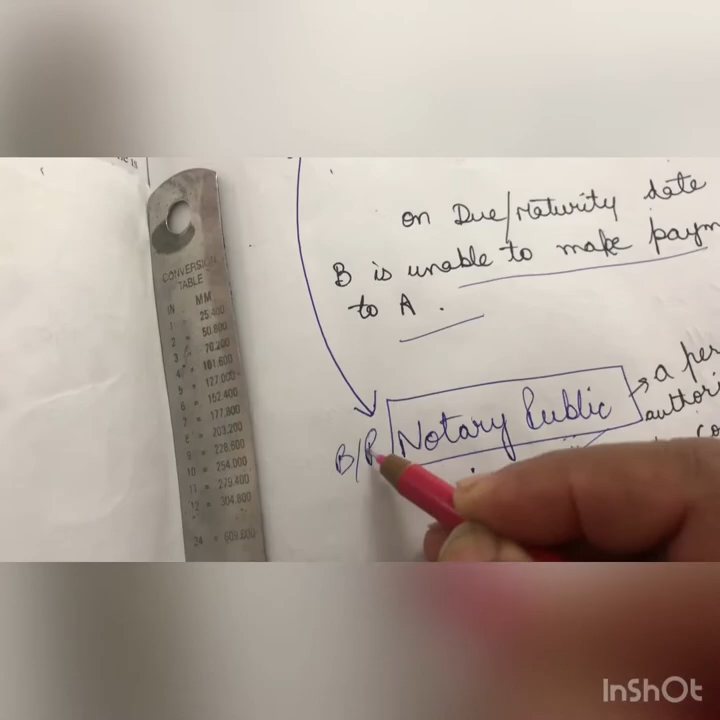 on Due/Maturity date
B is unable to make paym
to A.
a per
Notary Public
authori
B/R
co
CONVERSION
TABLE
IN MM
1 = 25.400
2 = 50.800
3 = 76.200
4 = 101.600
5 = 127.000
6 = 152.400
7 = 177.800
8 = 203.200
9 = 228.600
10 = 254.000
11 = 279.400
12 = 304.800
24 = 609.600
InShOt